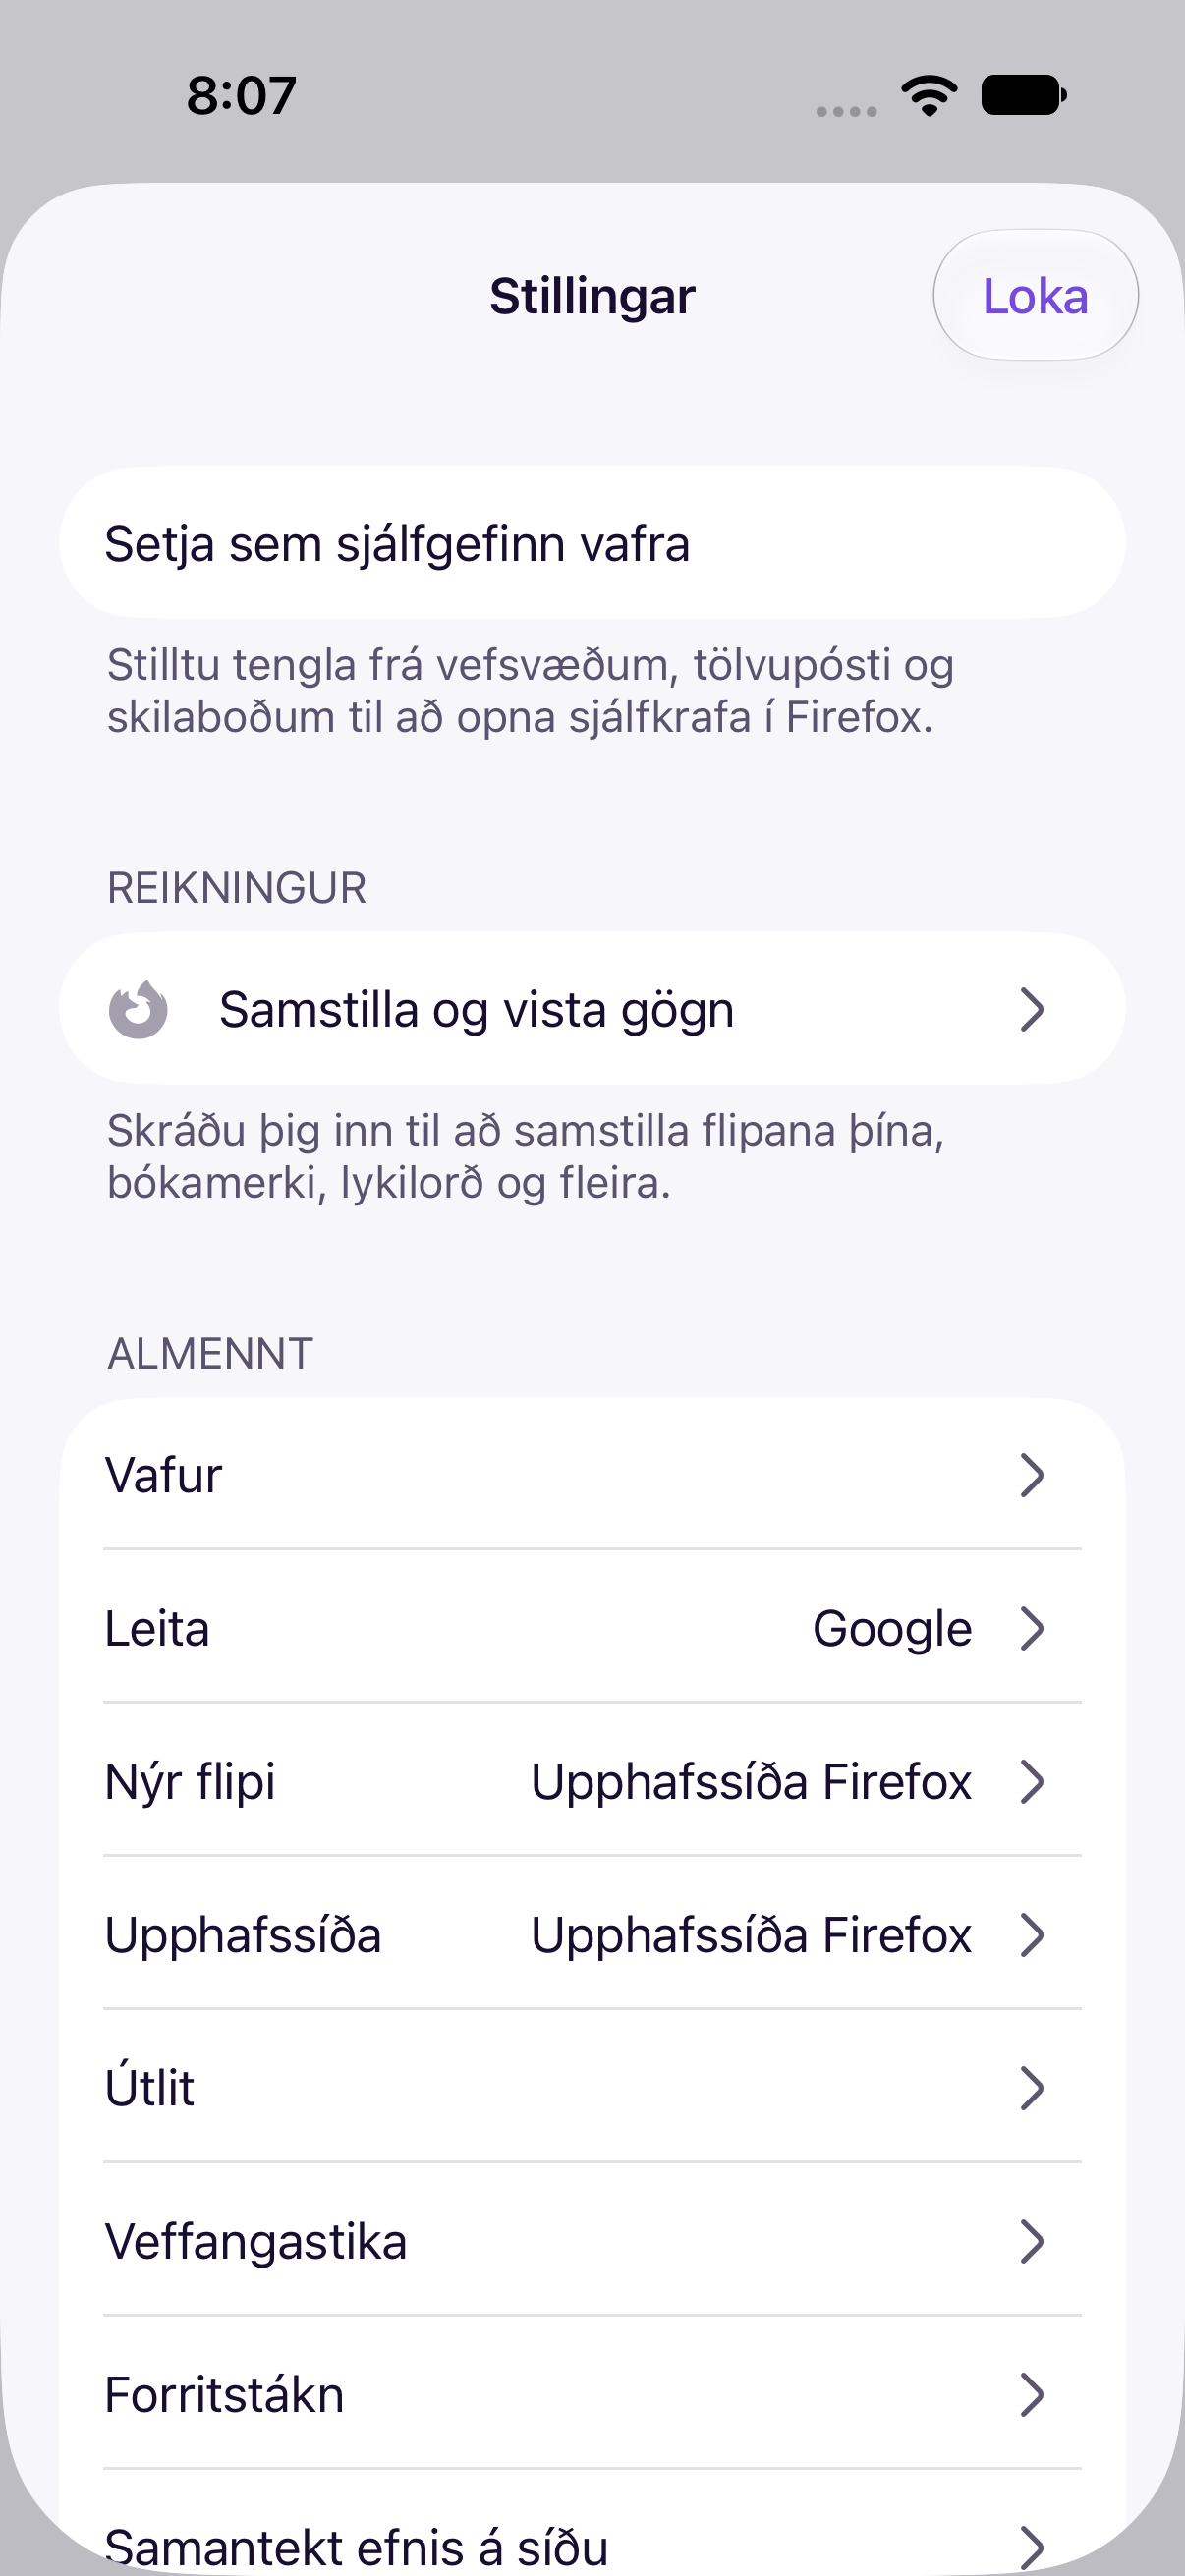 8:07
Stillingar
Loka
Setja sem sjálfgefinn vafra
Stilltu tengla frá vefsvæðum, tölvupósti og
skilaboðum til að opna sjálfkrafa í Firefox.
REIKNINGUR
Samstilla og vista gögn
Skráðu þig inn til að samstilla flipana þína,
bókamerki, lykilorð og fleira.
ALMENNT
Vafur
Leita Google
Nýr flipi Upphafssíða Firefox
Upphafssíða Upphafssíða Firefox
Útlit
Veffangastika
Forritstákn
Samantekt efnis á síðu